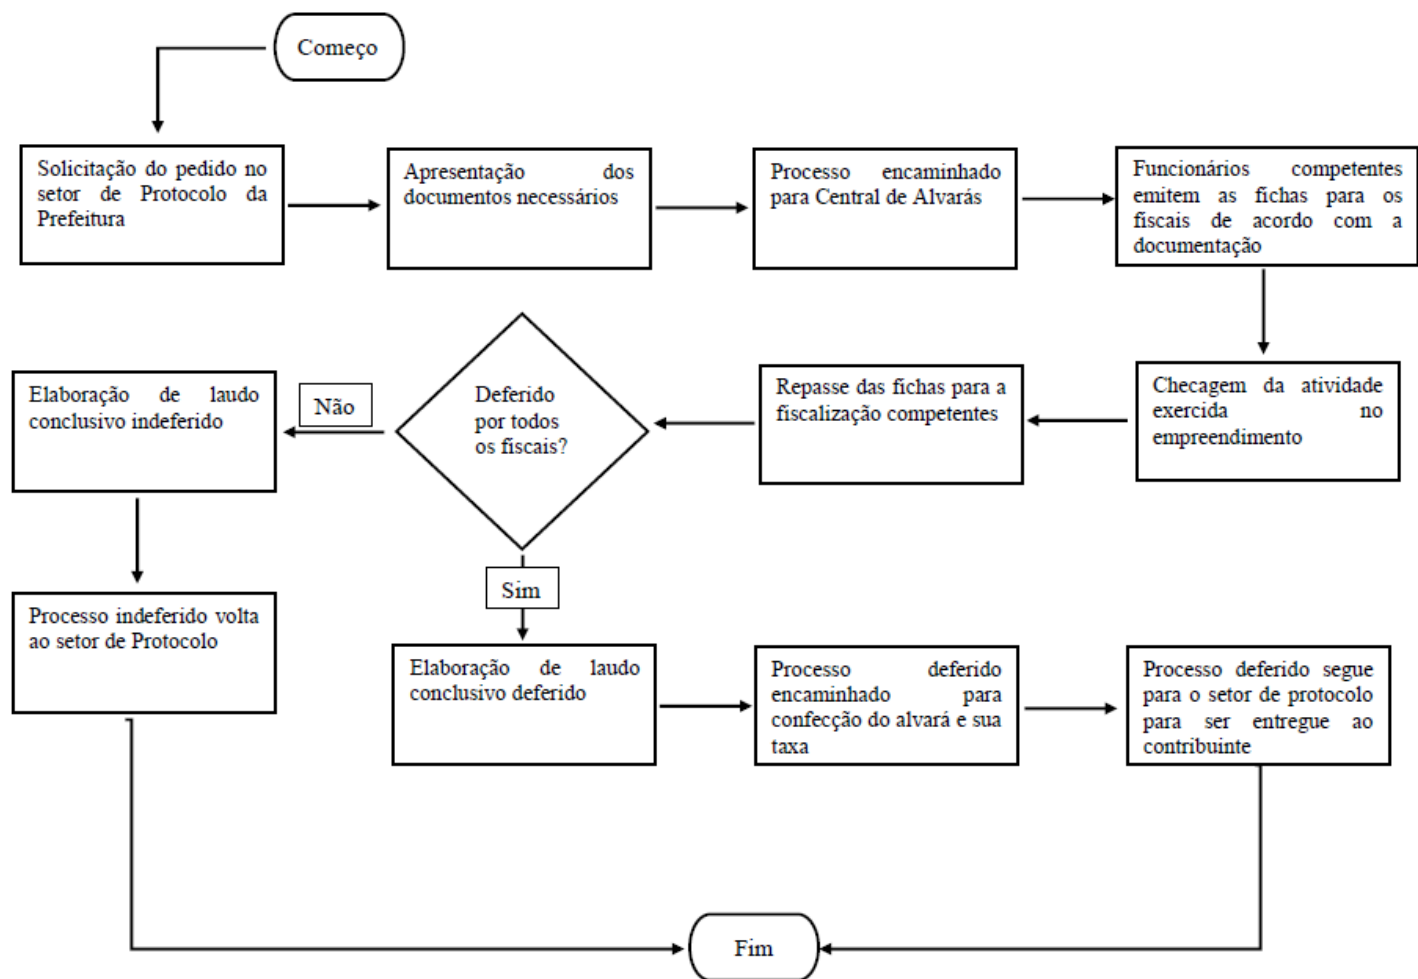 Começo
Solicitação do pedido no
setor de Protocolo da
Prefeitura
Apresentação dos
documentos necessários
Processo encaminhado
para Central de Alvarás
Funcionários competentes
emitem as fichas para os
fiscais de acordo com a
documentação
Checagem da atividade
exercida no
empreendimento
Repasse das fichas para a
fiscalização competentes
Deferido
por todos
os fiscais?
Não
Elaboração de laudo
conclusivo indeferido
Processo indeferido volta
ao setor de Protocolo
Sim
Elaboração de laudo
conclusivo deferido
Processo deferido
encaminhado para
confecção do alvará e sua
taxa
Processo deferido segue
para o setor de protocolo
para ser entregue ao
contribuinte
Fim